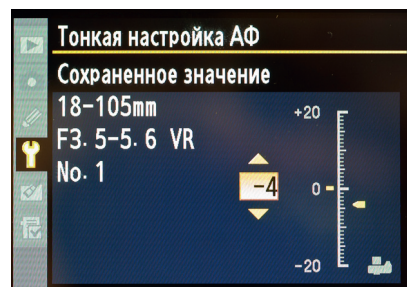 Тонкая настройка АФ
Сохраненное значение
18-105mm
F3.5-5.6 VR
No.1
+20
-4
0
-20